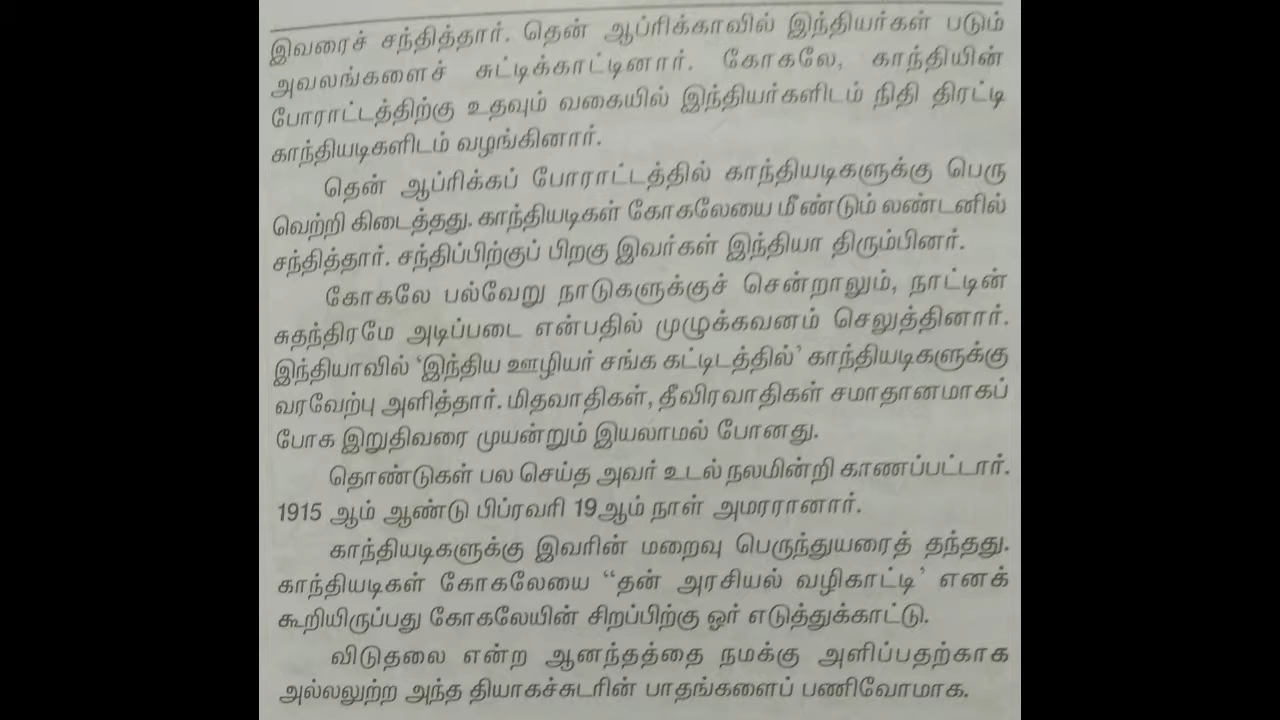 இவரைச் சந்தித்தார். தென் ஆப்ரிக்காவில் இந்தியர்கள் படும்
அவலங்களைச் சுட்டிக்காட்டினார். கோகலே, காந்தியின்
போராட்டத்திற்கு உதவும் வகையில் இந்தியர்களிடம் நிதி திரட்டி
காந்தியடிகளிடம் வழங்கினார்.
தென் ஆப்ரிக்கப் போராட்டத்தில் காந்தியடிகளுக்கு பெரு
வெற்றி கிடைத்தது. காந்தியடிகள் கோகலேயை மீண்டும் லண்டனில்
சந்தித்தார். சந்திப்பிற்குப் பிறகு இவர்கள் இந்தியா திரும்பினர்.
கோகலே பல்வேறு நாடுகளுக்குச் சென்றாலும், நாட்டின்
சுதந்திரமே அடிப்படை என்பதில் முழுக்கவனம் செலுத்தினார்.
இந்தியாவில் ‘இந்திய ஊழியர் சங்க கட்டிடத்தில்’ காந்தியடிகளுக்கு
வரவேற்பு அளித்தார். மிதவாதிகள், தீவிரவாதிகள் சமாதானமாகப்
போக இறுதிவரை முயன்றும் இயலாமல் போனது.
தொண்டுகள் பல செய்த அவர் உடல் நலமின்றி காணப்பட்டார்.
1915 ஆம் ஆண்டு பிப்ரவரி 19ஆம் நாள் அமரரானார்.
காந்தியடிகளுக்கு இவரின் மறைவு பெருந்துயரைத் தந்தது.
காந்தியடிகள் கோகலேயை “தன் அரசியல் வழிகாட்டி’ எனக்
கூறியிருப்பது கோகலேயின் சிறப்பிற்கு ஓர் எடுத்துக்காட்டு.
விடுதலை என்ற ஆனந்தத்தை நமக்கு அளிப்பதற்காக
அல்லலுற்ற அந்த தியாகச்சுடரின் பாதங்களைப் பணிவோமாக.